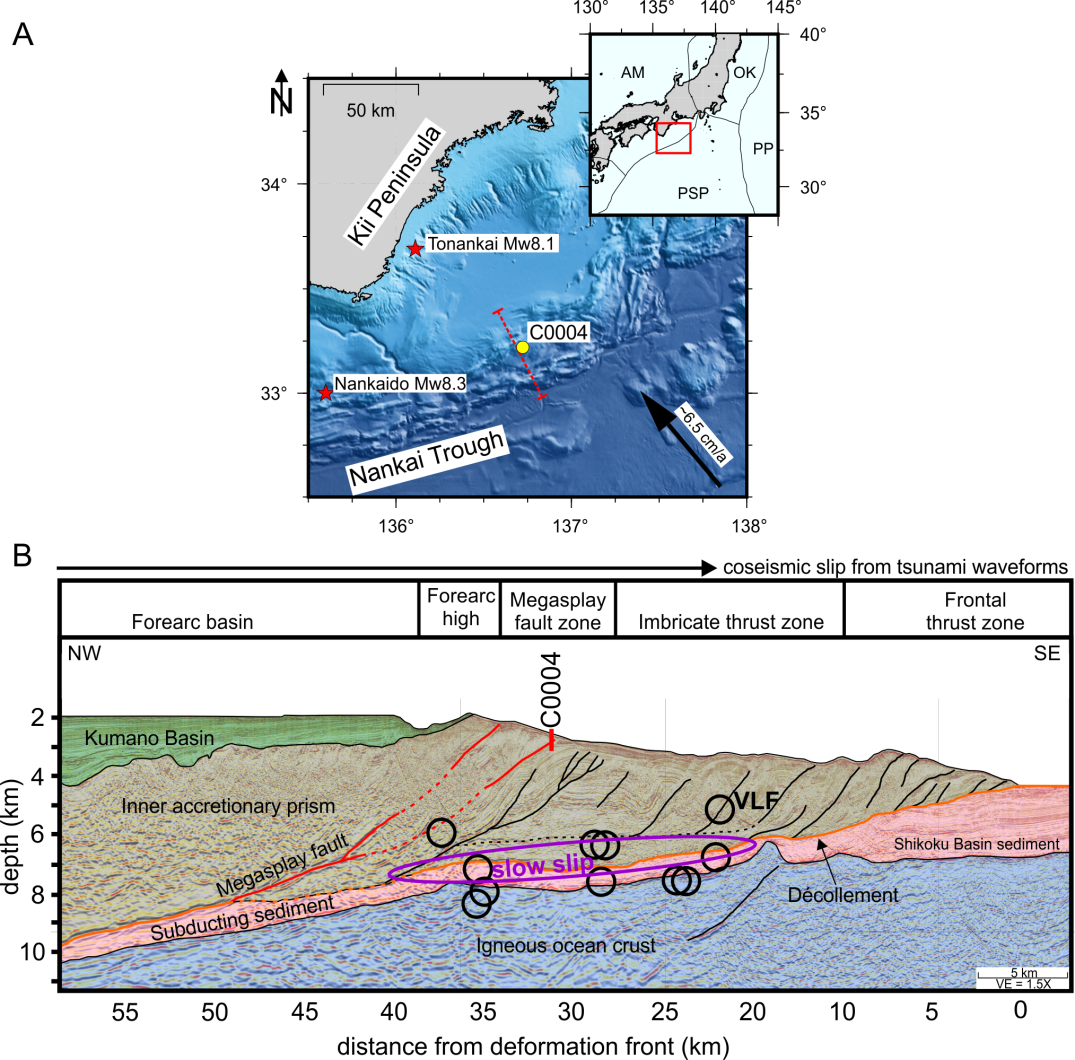 A
130°
135°
140°
145°
40°
35°
30°
AM
OK
PP
PSP
N
50 km
34°
33°
Kii Peninsula
Tonankai Mw8.1
C0004
Nankaido Mw8.3
~6.5 cm/a
Nankai Trough
136°
137°
138°
B
coseismic slip from tsunami waveforms
Forearc basin
Forearc
high
Megasplay
fault zone
Imbricate thrust zone
Frontal
thrust zone
NW
SE
C0004
2
4
6
8
10
depth (km)
Kumano Basin
Inner accretionary prism
VLF
Megasplay fault
slow slip
Shikoku Basin sediment
Décollement
Subducting sediment
Igneous ocean crust
5 km
VE = 1.5X
55
50
45
40
35
30
25
20
15
10
5
0
distance from deformation front (km)